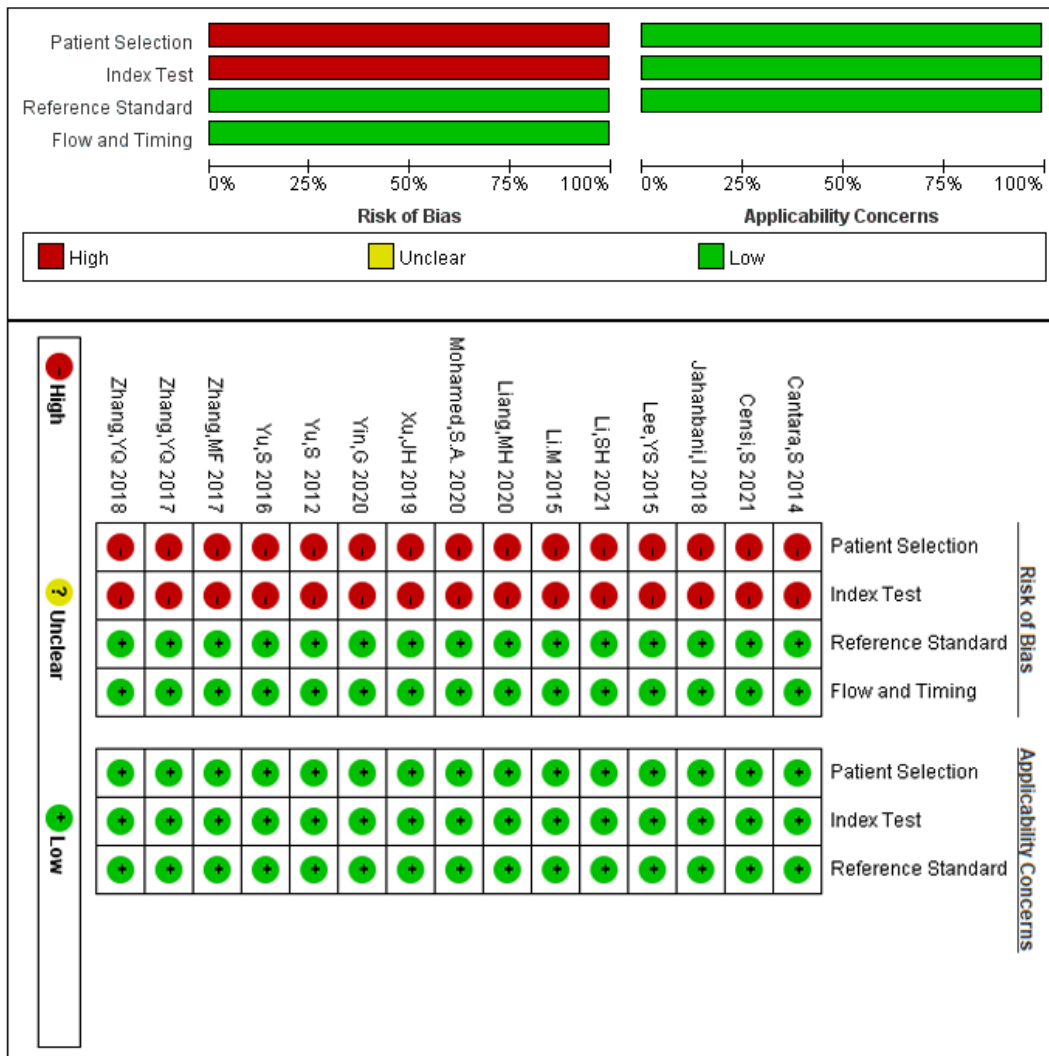 Patient Selection
Index Test
Reference Standard
Flow and Timing
0% 25% 50% 75% 100%
0% 25% 50% 75% 100%
Risk of Bias
Applicability Concerns
High
Unclear
Low
Cantara,S 2014
Censi,S 2021
Jahanbani,I 2018
Lee,YS 2015
Li,SH 2021
Li.M 2015
Liang,MH 2020
Mohamed,S.A. 2020
Xu,JH 2019
Yin,G 2020
Yu,S 2012
Yu,S 2016
Zhang,MF 2017
Zhang,YQ 2017
Zhang,YQ 2018
- - - - - - - - - - - - - - - Patient Selection
- - - - - - - - - - - - - - - Index Test
+ + + + + + + + + + + + + + + Reference Standard
+ + + + + + + + + + + + + + + Flow and Timing
Risk of Bias
+ + + + + + + + + + + + + + + Patient Selection
+ + + + + + + + + + + + + + + Index Test
+ + + + + + + + + + + + + + + Reference Standard
Applicability Concerns
- High
? Unclear
+ Low